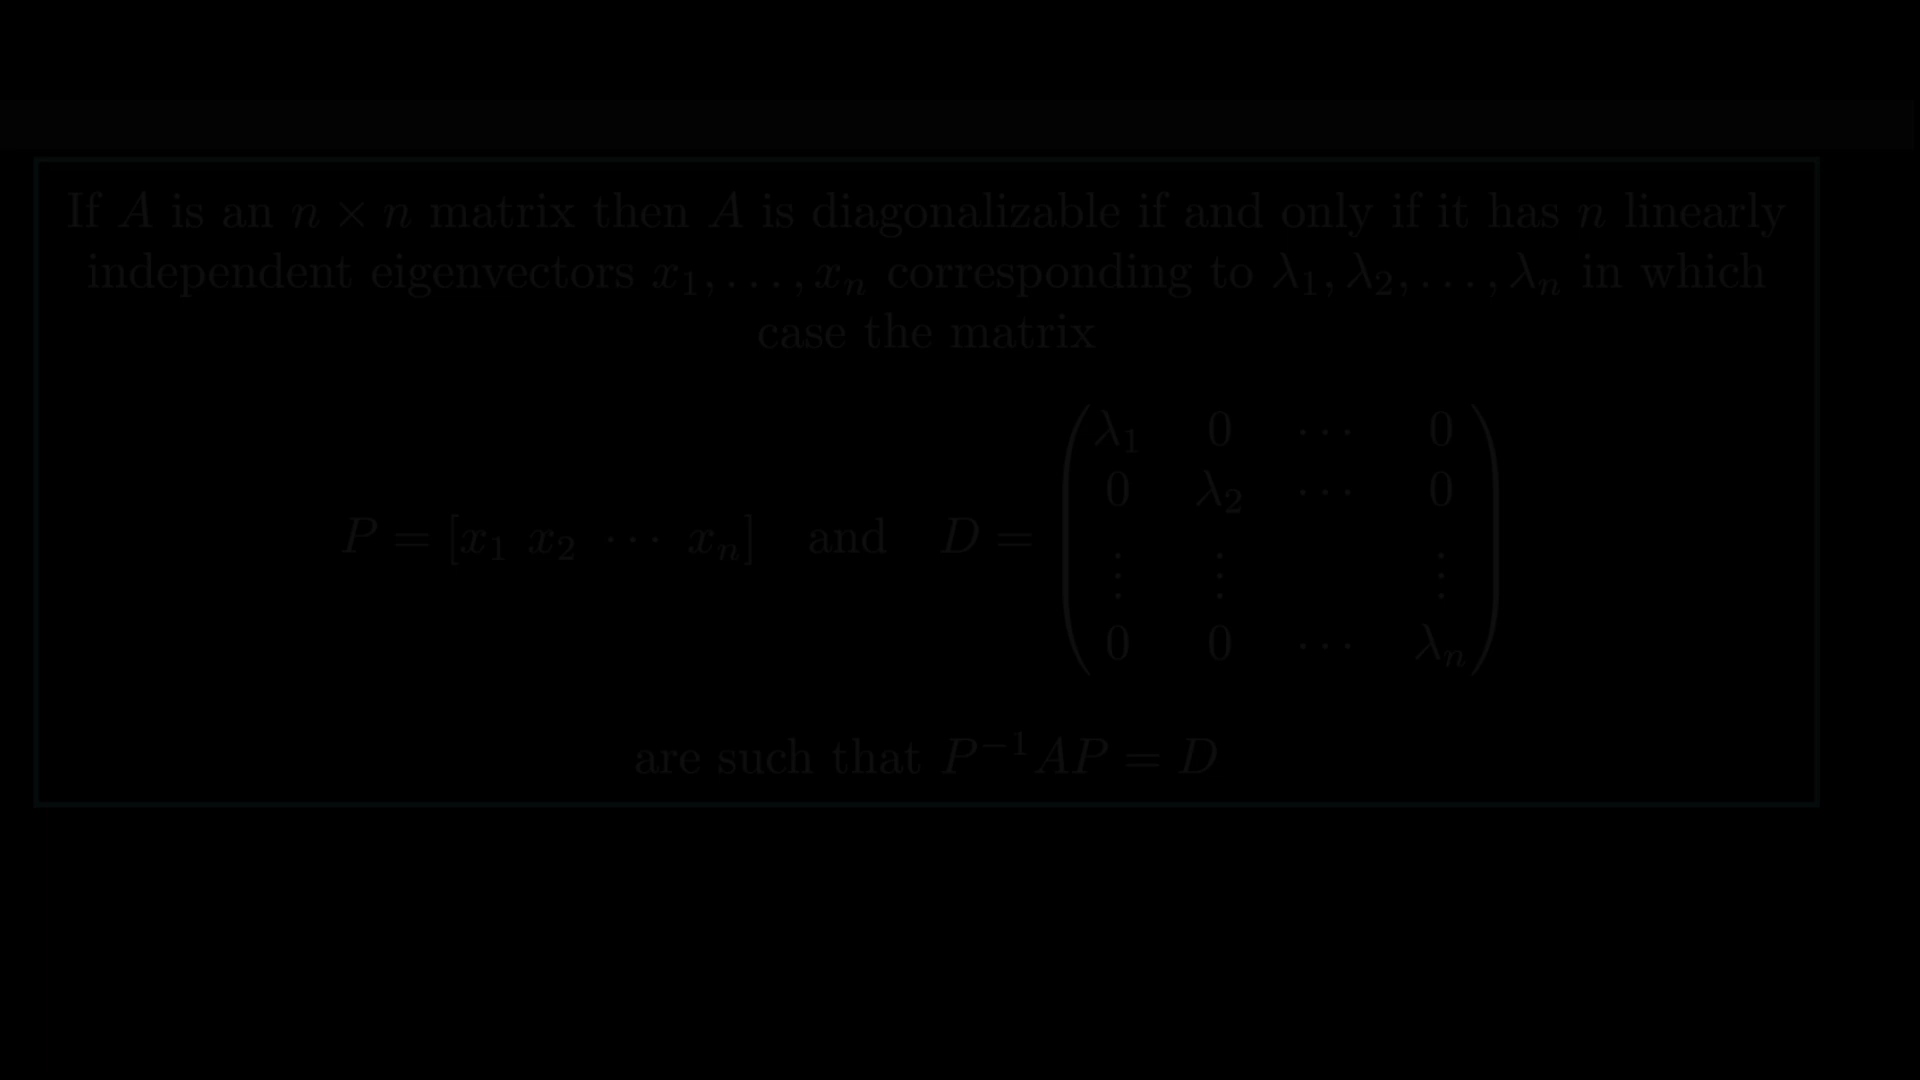 If A is an n × n matrix then A is diagonalizable if and only if it has n linearly
independent eigenvectors x₁, . . . , xₙ corresponding to λ₁, λ₂, . . . , λₙ in which
case the matrix
P = [x₁ x₂ ⋯ xₙ] and D = 
(λ₁ 0 ⋯ 0
0 λ₂ ⋯ 0
⋮ ⋮ ⋮
0 0 ⋯ λₙ)
are such that P⁻¹AP = D